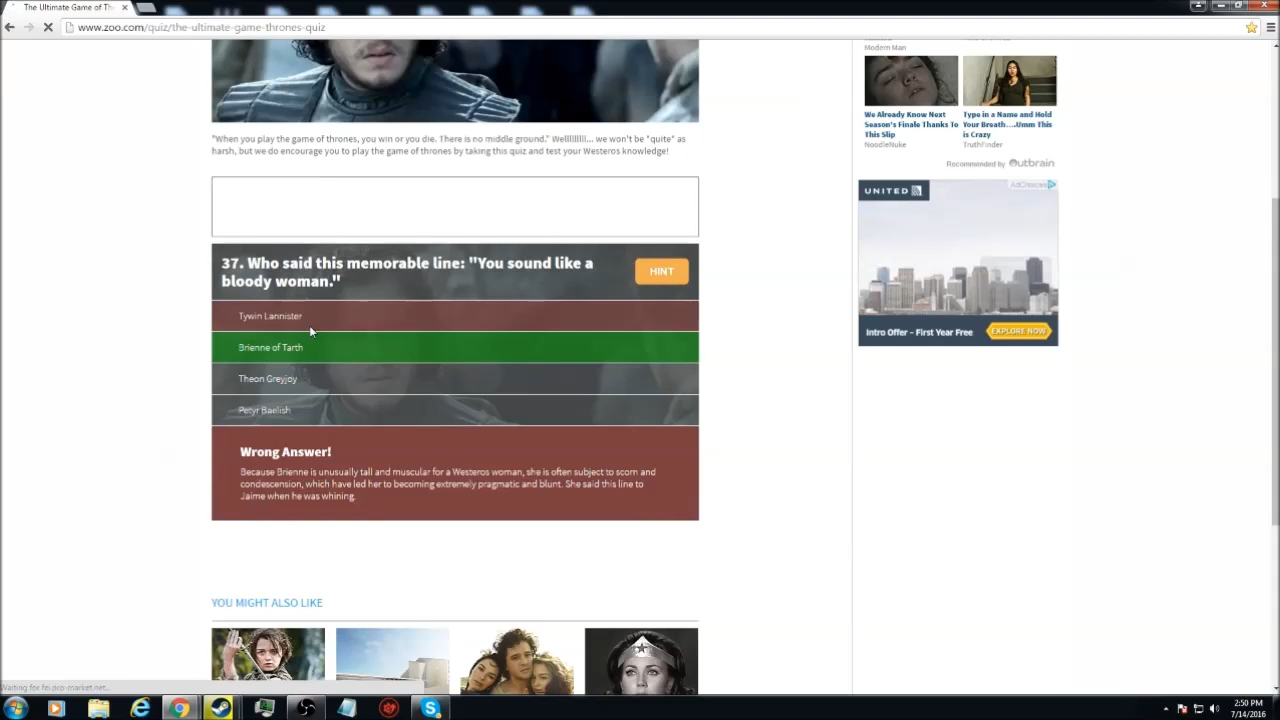 The Ultimate Game of Th
www.zoo.com/quiz/the-ultimate-game-thrones-quiz
"When you play the game of thrones, you win or you die. There is no middle ground." Wellllllll... we won't be "quite" as
harsh, but we do encourage you to play the game of thrones by taking this quiz and test your Westeros knowledge!
37. Who said this memorable line: "You sound like a
bloody woman."
HINT
Tywin Lannister
Brienne of Tarth
Theon Greyjoy
Petyr Baelish
Wrong Answer!
Because Brienne is unusually tall and muscular for a Westeros woman, she is often subject to scorn and
condescension, which have led her to becoming extremely pragmatic and blunt. She said this line to
Jaime when he was whining.
YOU MIGHT ALSO LIKE
Modern Man
We Already Know Next
Season's Finale Thanks To
This Slip
NoodleNuke
Type in a Name and Hold
Your Breath....Umm This
is Crazy
TruthFinder
Recommended by Outbrain
UNITED
AdChoices
Intro Offer – First Year Free
EXPLORE NOW
2:50 PM
7/14/2016